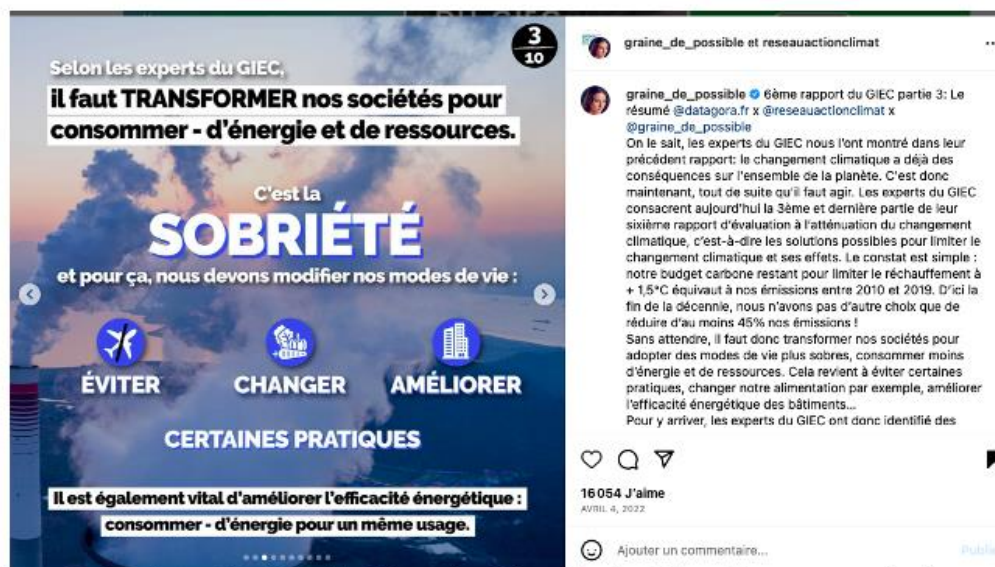 3
10
Selon les experts du GIEC,
il faut TRANSFORMER nos sociétés pour
consommer - d'énergie et de ressources.
C'est la
SOBRIÉTÉ
et pour ça, nous devons modifier nos modes de vie :
ÉVITER CHANGER AMÉLIORER
CERTAINES PRATIQUES
Il est également vital d'améliorer l'efficacité énergétique :
consommer - d'énergie pour un même usage.
graine_de_possible et reseauactionclimat
graine_de_possible 6ème rapport du GIEC partie 3: Le
résumé @datagora.fr x @reseauactionclimat x
@graine_de_possible
On le sait, les experts du GIEC nous l'ont montré dans leur
précédent rapport: le changement climatique a déjà des
conséquences sur l'ensemble de la planète. C'est donc
maintenant, tout de suite qu'il faut agir. Les experts du GIEC
consacrent aujourd'hui la 3ème et dernière partie de leur
sixième rapport d'évaluation à l'atténuation du changement
climatique, c'est-à-dire les solutions possibles pour limiter le
changement climatique et ses effets. Le constat est simple :
notre budget carbone restant pour limiter le réchauffement à
+ 1,5°C équivaut à nos émissions entre 2010 et 2019. D'ici la
fin de la décennie, nous n'avons pas d'autre choix que de
réduire d'au moins 45% nos émissions !
Sans attendre, il faut donc transformer nos sociétés pour
adopter des modes de vie plus sobres, consommer moins
d'énergie et de ressources. Cela revient à éviter certaines
pratiques, changer notre alimentation par exemple, améliorer
l'efficacité énergétique des bâtiments...
Pour y arriver, les experts du GIEC ont donc identifié des
16 054 J'aime
AVRIL 4, 2022
Ajouter un commentaire...